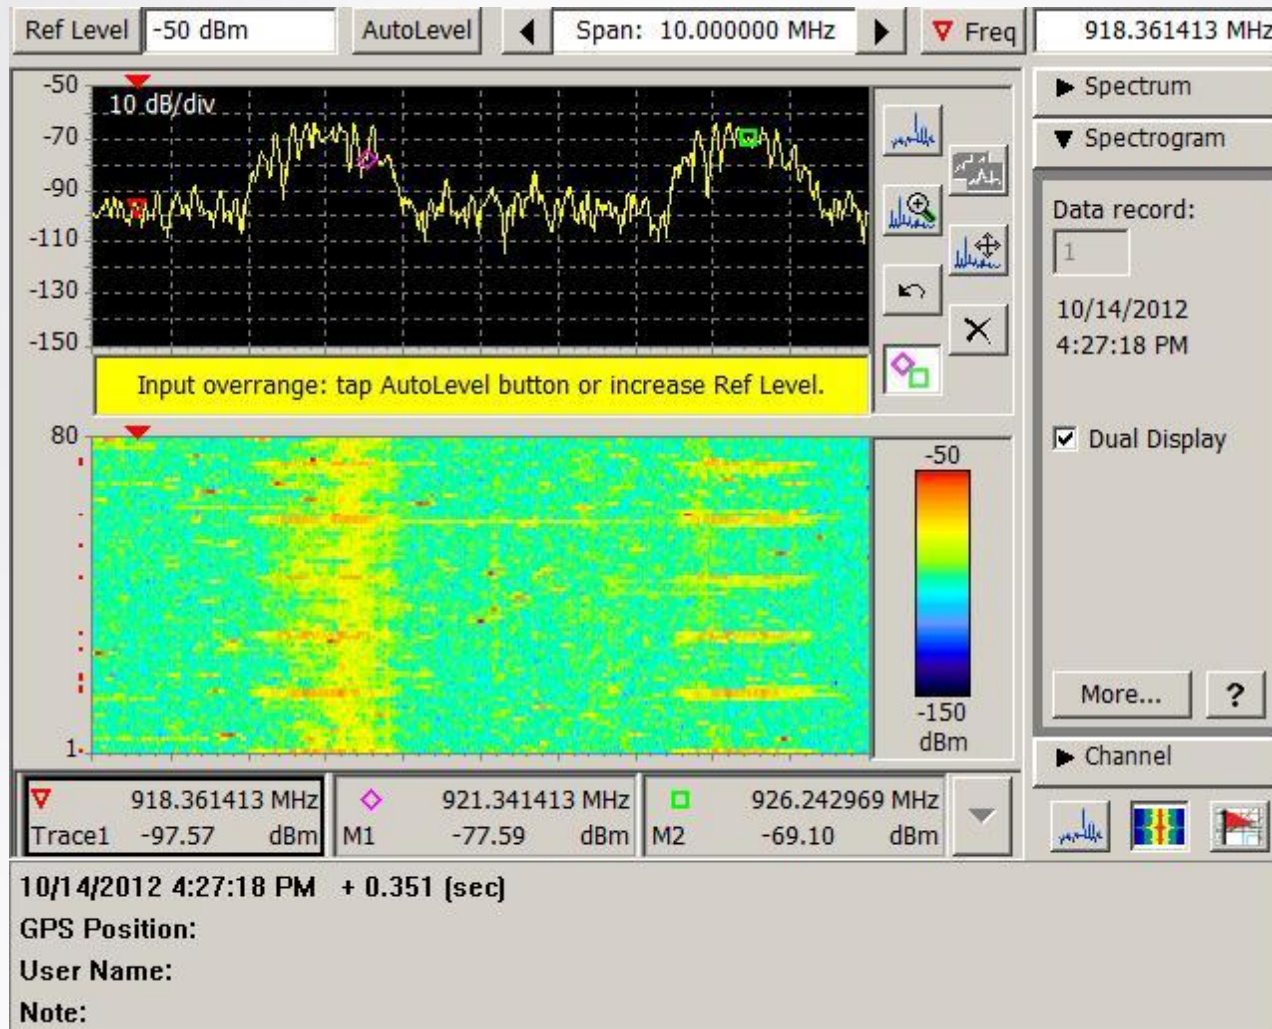 Ref Level -50 dBm AutoLevel Span: 10.000000 MHz Freq 918.361413 MHz
-50
10 dB/div
-70
-90
-110
-130
-150
Input overrange: tap AutoLevel button or increase Ref Level.
80
1
-50
-150
dBm
Spectrum
Spectrogram
Data record:
1
10/14/2012
4:27:18 PM
Dual Display
More... ?
Channel
918.361413 MHz
Trace1 -97.57 dBm
921.341413 MHz
M1 -77.59 dBm
926.242969 MHz
M2 -69.10 dBm
10/14/2012 4:27:18 PM + 0.351 (sec)
GPS Position:
User Name:
Note: